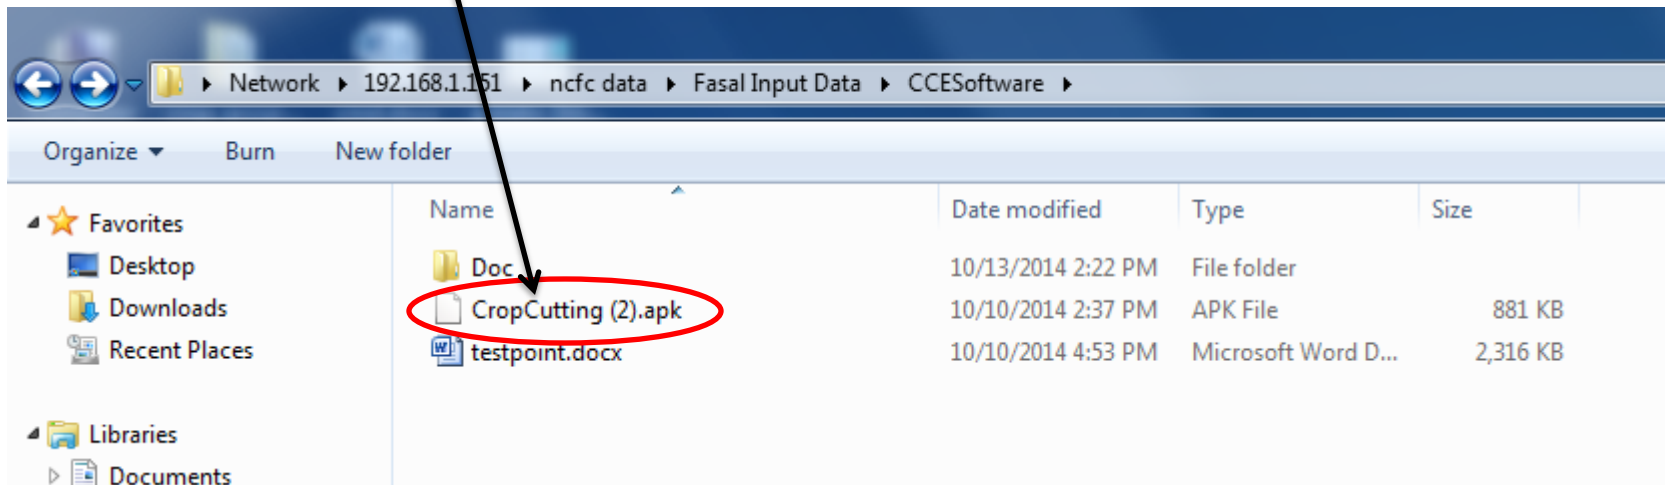 Network 192.168.1.151 ncfc data Fasal Input Data CCESoftware
Organize Burn New folder
Name Date modified Type Size
Favorites
Desktop
Downloads
Recent Places
Libraries
Documents
Doc 10/13/2014 2:22 PM File folder
CropCutting (2).apk 10/10/2014 2:37 PM APK File 881 KB
testpoint.docx 10/10/2014 4:53 PM Microsoft Word D... 2,316 KB